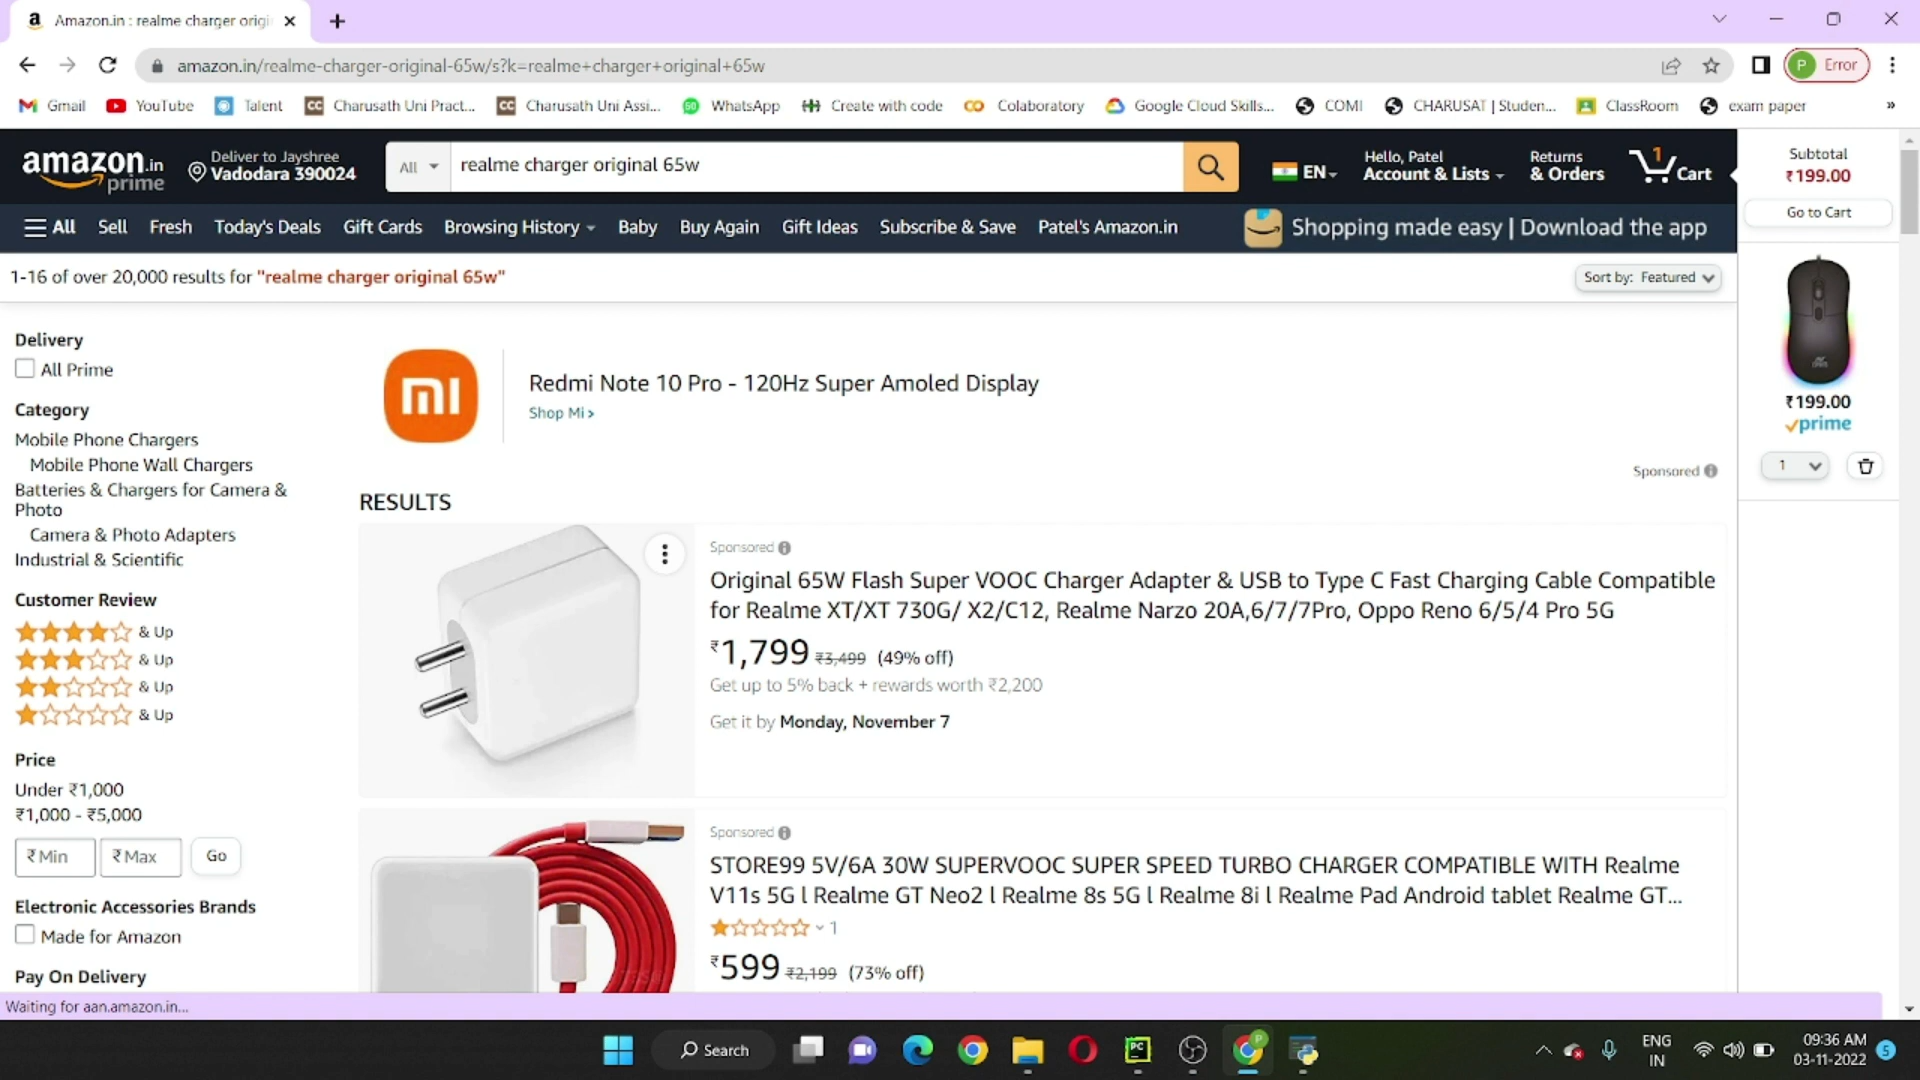 Amazon.in : realme charger origi
amazon.in/realme-charger-original-65w/s?k=realme+charger+original+65w
P Error
Gmail YouTube Talent Charusath Uni Pract... Charusath Uni Assi... WhatsApp Create with code Colaboratory Google Cloud Skills... COMI CHARUSAT | Studen... ClassRoom exam paper »
amazon.in prime
Deliver to Jayshree
Vadodara 390024
All realme charger original 65w
EN
Hello, Patel
Account & Lists
Returns
& Orders
1 Cart
Subtotal
₹199.00
Go to Cart
All Sell Fresh Today's Deals Gift Cards Browsing History Baby Buy Again Gift Ideas Subscribe & Save Patel's Amazon.in Shopping made easy | Download the app
1-16 of over 20,000 results for "realme charger original 65w"
Sort by: Featured
Delivery
All Prime
Category
Mobile Phone Chargers
Mobile Phone Wall Chargers
Batteries & Chargers for Camera &
Photo
Camera & Photo Adapters
Industrial & Scientific
Customer Review
& Up
& Up
& Up
& Up
Price
Under ₹1,000
₹1,000 - ₹5,000
₹ Min ₹ Max Go
Electronic Accessories Brands
Made for Amazon
Pay On Delivery
mi
Redmi Note 10 Pro - 120Hz Super Amoled Display
Shop Mi ›
Sponsored
RESULTS
Sponsored
Original 65W Flash Super VOOC Charger Adapter & USB to Type C Fast Charging Cable Compatible
for Realme XT/XT 730G/ X2/C12, Realme Narzo 20A,6/7/7Pro, Oppo Reno 6/5/4 Pro 5G
₹1,799 ₹3,499 (49% off)
Get up to 5% back + rewards worth ₹2,200
Get it by Monday, November 7
Sponsored
STORE99 5V/6A 30W SUPERVOOC SUPER SPEED TURBO CHARGER COMPATIBLE WITH Realme
V11s 5G l Realme GT Neo2 l Realme 8s 5G l Realme 8i l Realme Pad Android tablet Realme GT...
1
₹599 ₹2,199 (73% off)
₹199.00
prime
1
Waiting for aan.amazon.in...
Search
PC
P
ENG
IN
09:36 AM
03-11-2022
5